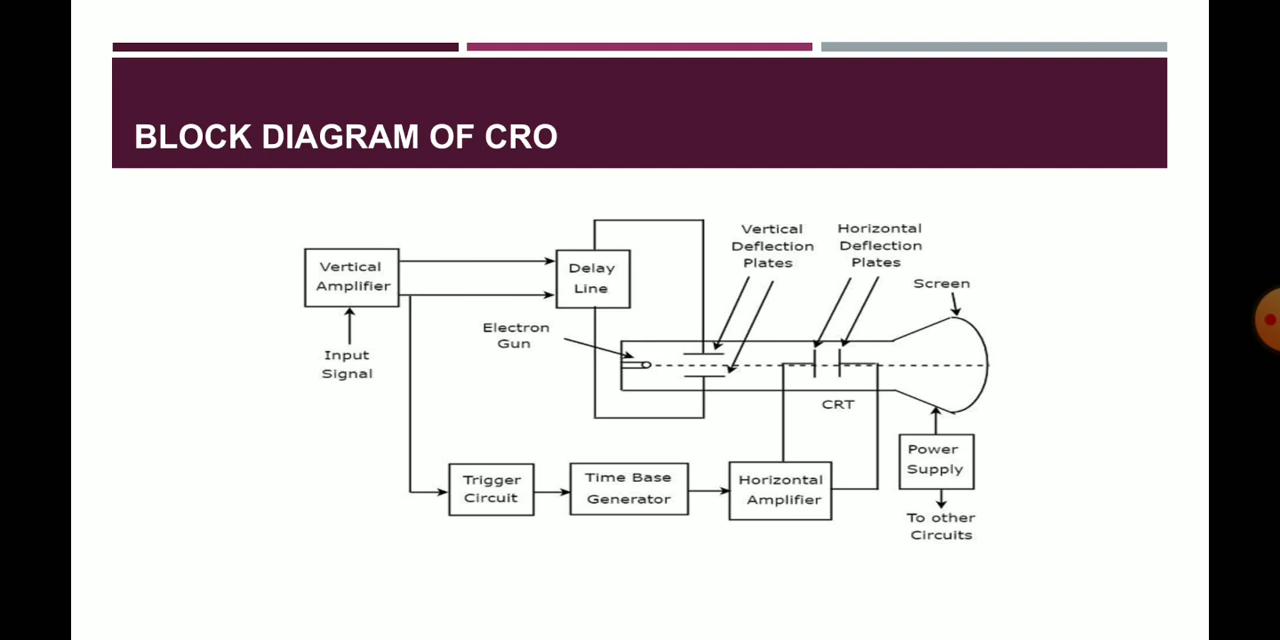 BLOCK DIAGRAM OF CRO
Vertical
Amplifier
Input
Signal
Delay
Line
Electron
Gun
Vertical
Deflection
Plates
Horizontal
Deflection
Plates
Screen
CRT
Trigger
Circuit
Time Base
Generator
Horizontal
Amplifier
Power
Supply
To other
Circuits